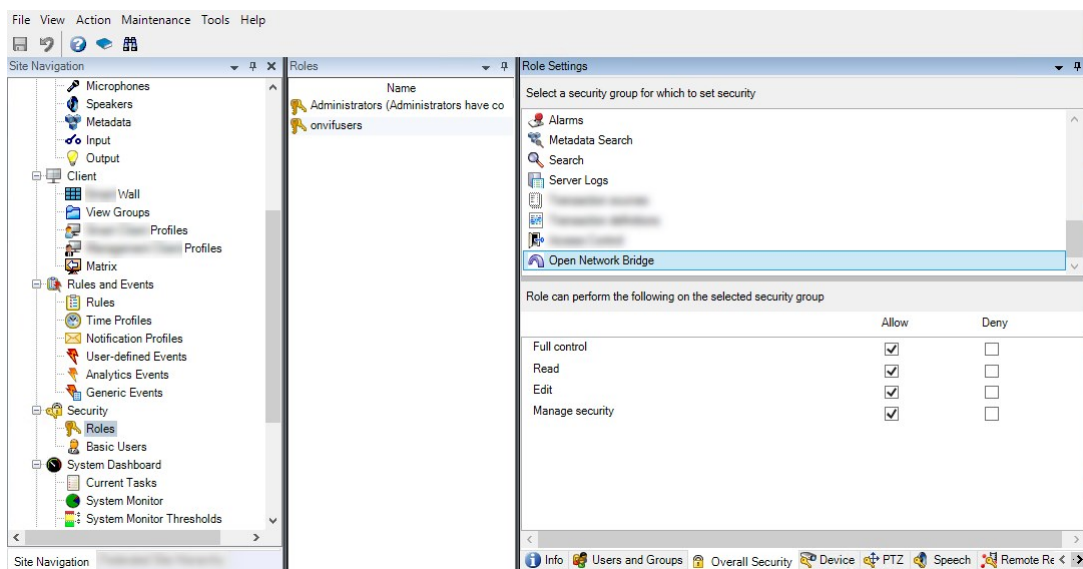 File View Action Maintenance Tools Help
Site Navigation
Microphones
Speakers
Metadata
Input
Output
Client
Wall
View Groups
Profiles
Profiles
Matrix
Rules and Events
Rules
Time Profiles
Notification Profiles
User-defined Events
Analytics Events
Generic Events
Security
Roles
Basic Users
System Dashboard
Current Tasks
System Monitor
System Monitor Thresholds
Site Navigation
Roles
Name
Administrators (Administrators have co
onvifusers
Role Settings
Select a security group for which to set security
Alarms
Metadata Search
Search
Server Logs
Open Network Bridge
Role can perform the following on the selected security group
Allow Deny
Full control
Read
Edit
Manage security
Info Users and Groups Overall Security Device PTZ Speech Remote Re